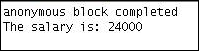 anonymous block completed
The salary is: 24000